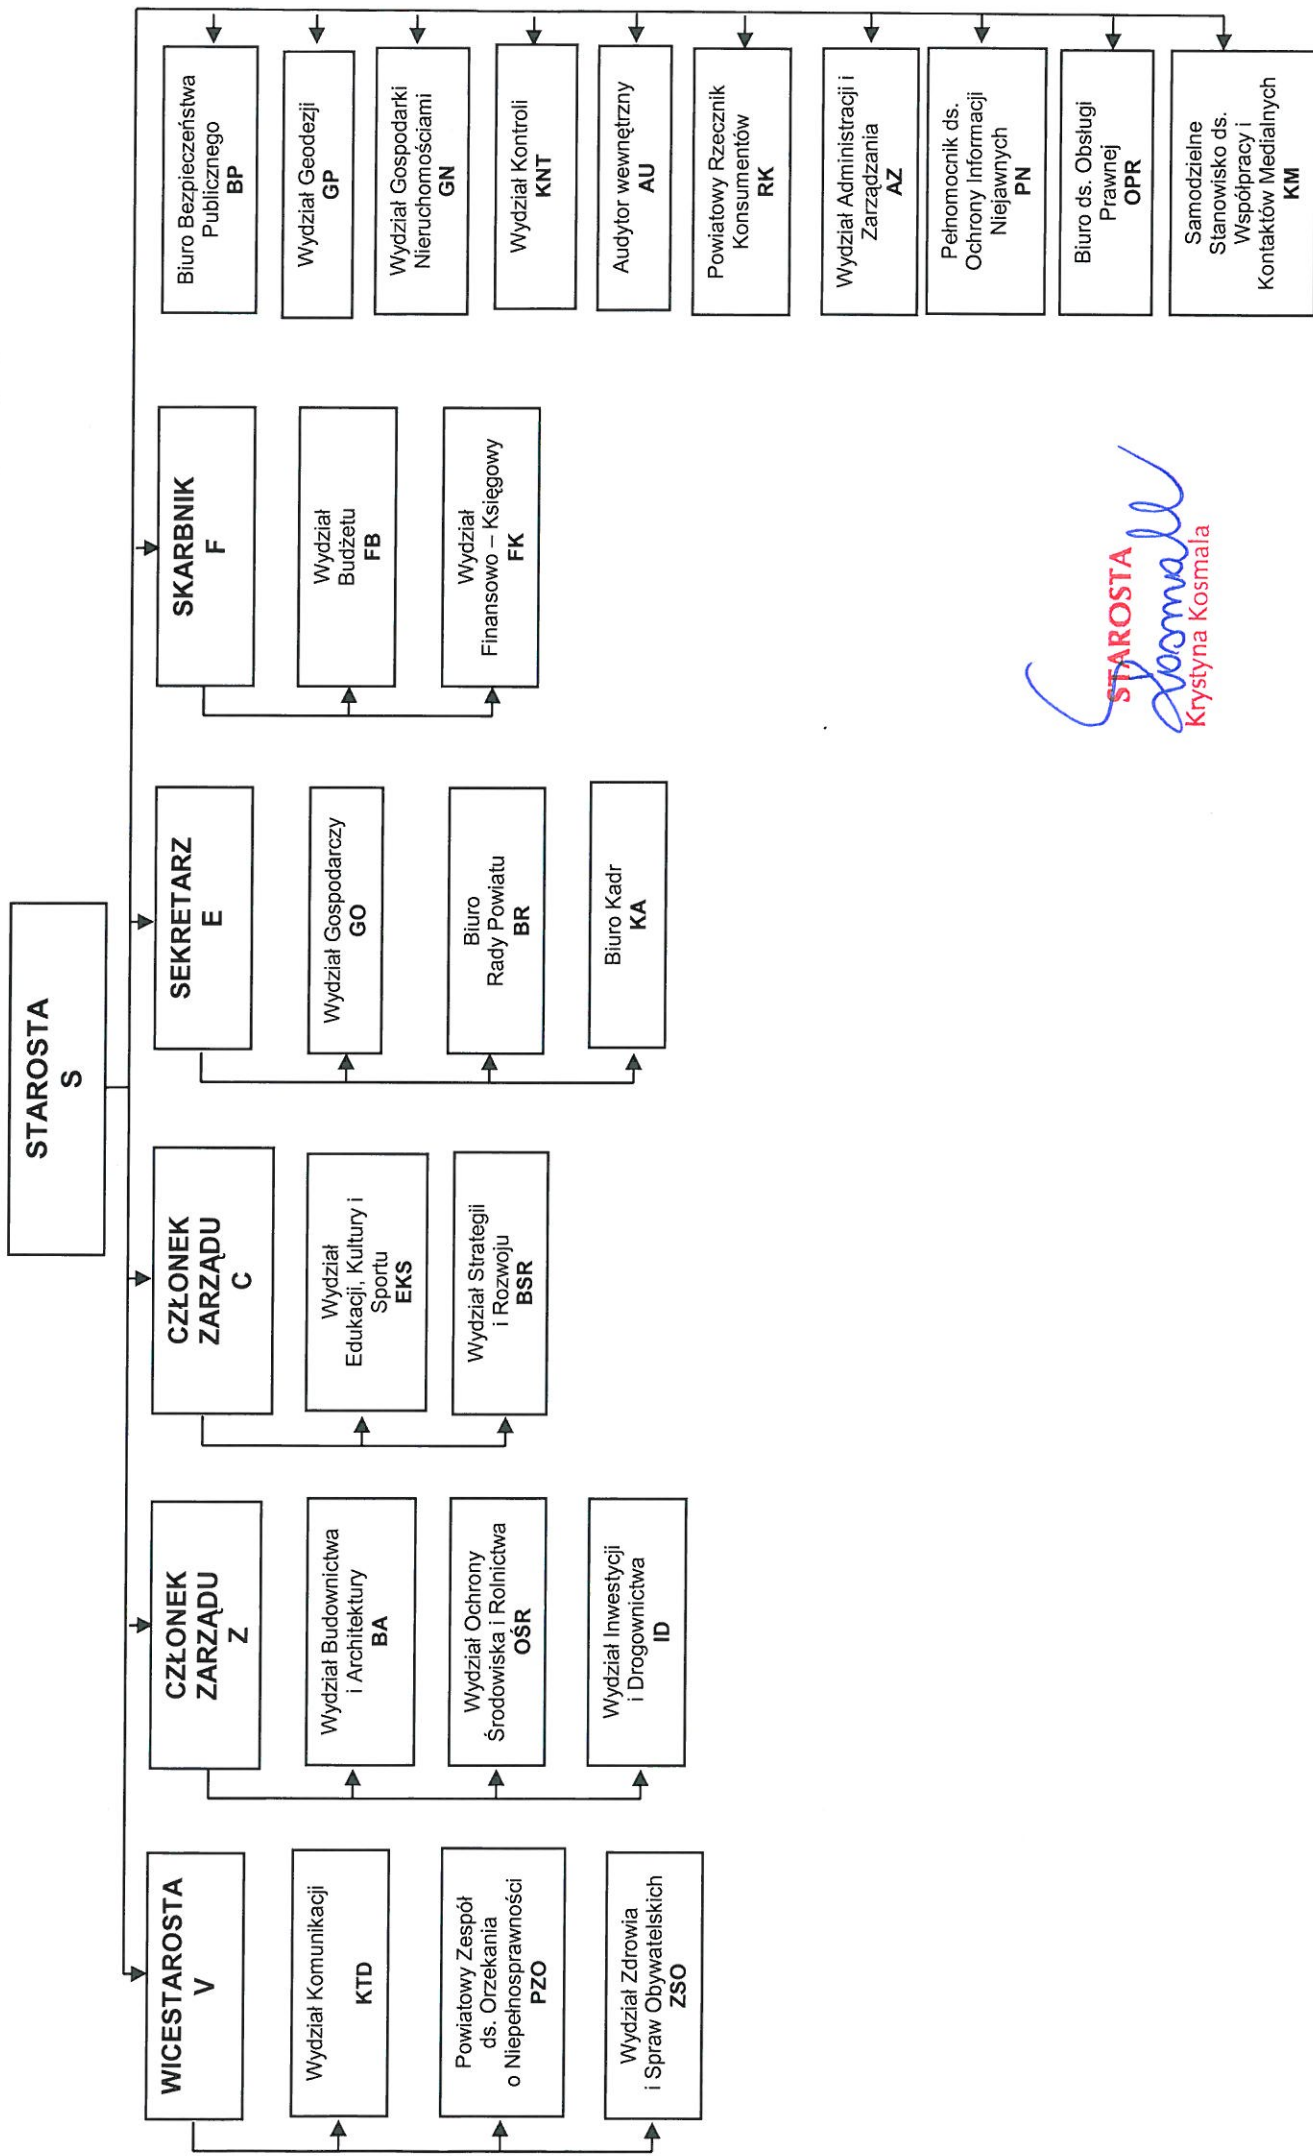 STAROSTA
S
WICESTAROSTA
V
Wydział Komunikacji
KTD
Powiatowy Zespół
ds. Orzekania
o Niepełnosprawności
PZO
Wydział Zdrowia
i Spraw Obywatelskich
ZSO
CZŁONEK
ZARZĄDU
Z
Wydział Budownictwa
i Architektury
BA
Wydział Ochrony
Środowiska i Rolnictwa
OŚR
Wydział Inwestycji
i Drogownictwa
ID
CZŁONEK
ZARZĄDU
C
Wydział
Edukacji, Kultury i
Sportu
EKS
Wydział Strategii
i Rozwoju
BSR
SEKRETARZ
E
Wydział Gospodarczy
GO
Biuro
Rady Powiatu
BR
Biuro Kadr
KA
SKARBNIK
F
Wydział
Budżetu
FB
Wydział
Finansowo – Księgowy
FK
Biuro Bezpieczeństwa
Publicznego
BP
Wydział Geodezji
GP
Wydział Gospodarki
Nieruchomościami
GN
Wydział Kontroli
KNT
Audytor wewnętrzny
AU
Powiatowy Rzecznik
Konsumentów
RK
Wydział Administracji i
Zarządzania
AZ
Pełnomocnik ds.
Ochrony Informacji
Niejawnych
PN
Biuro ds. Obsługi
Prawnej
OPR
Samodzielne
Stanowisko ds.
Współpracy i
Kontaktów Medialnych
KM
STAROSTA
Krystyna Kosmala